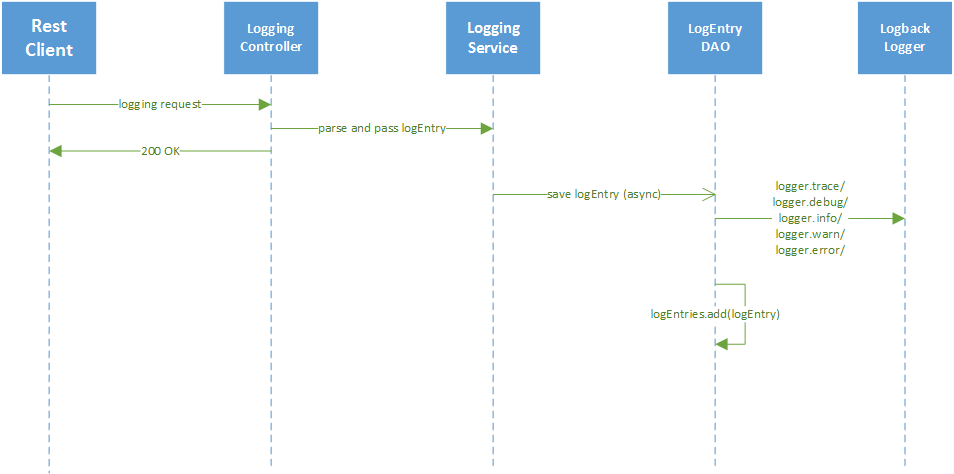 Rest
Client
Logging
Controller
Logging
Service
LogEntry
DAO
Logback
Logger
logging request
parse and pass logEntry
200 OK
save logEntry (async)
logger.trace/
logger.debug/
logger.info/
logger.warn/
logger.error/
logEntries.add(logEntry)